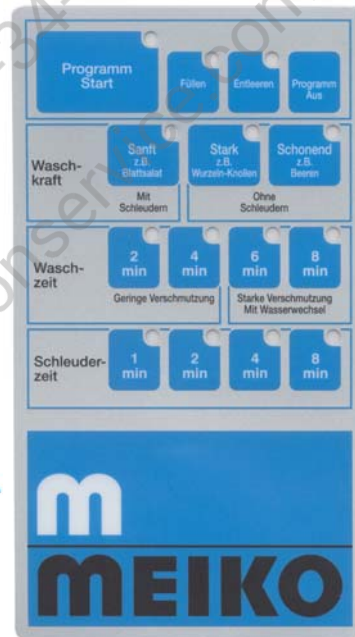 Programm
Start
Füllen
Entleeren
Programm
Aus
Wasch-
kraft
Sanft
z.B.
Blattsalat
Stark
z.B.
Wurzeln-Knollen
Schonend
z.B.
Beeren
Mit
Schleudern
Ohne
Schleudern
Wasch-
zeit
2
min
4
min
6
min
8
min
Geringe Verschmutzung
Starke Verschmutzung
Mit Wasserwechsel
Schleuder-
zeit
1
min
2
min
4
min
8
min
m
MEIKO